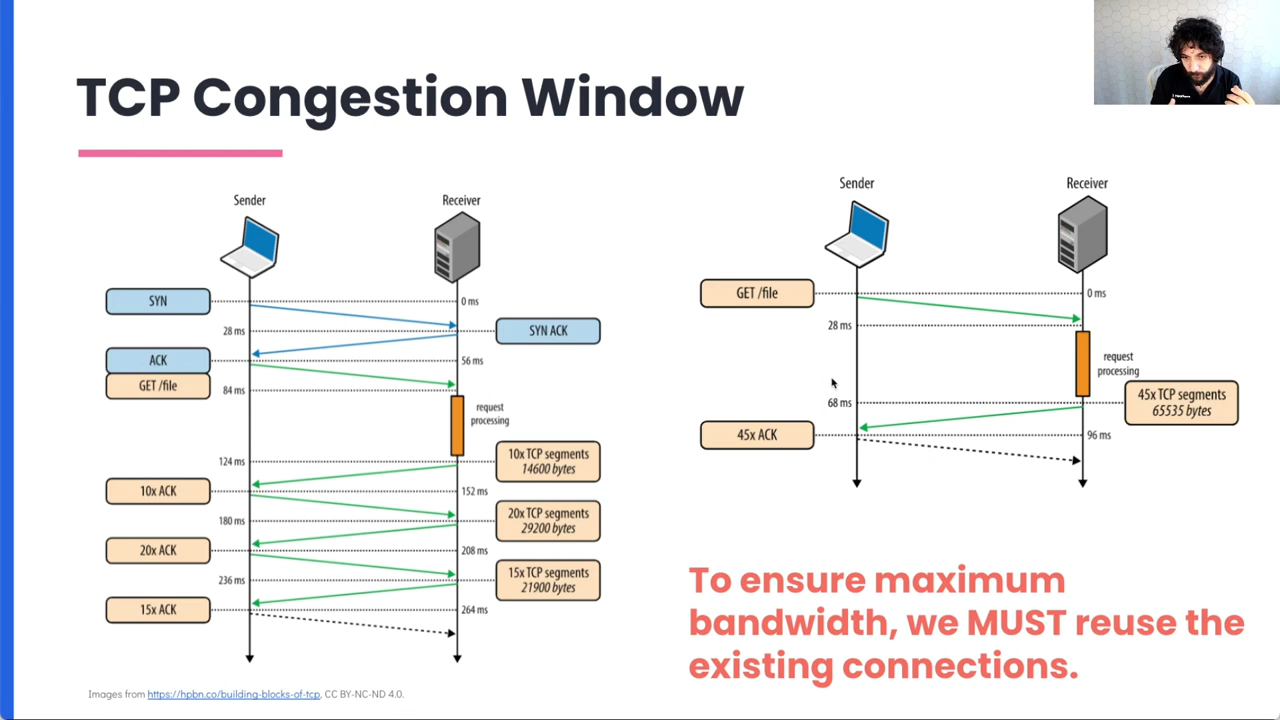 TCP Congestion Window
Sender
Receiver
SYN
0 ms
28 ms
SYN ACK
ACK
56 ms
GET /file
84 ms
request
processing
124 ms
10x TCP segments
14600 bytes
10x ACK
152 ms
180 ms
20x TCP segments
29200 bytes
20x ACK
208 ms
236 ms
15x TCP segments
21900 bytes
15x ACK
264 ms
Sender
Receiver
GET /file
0 ms
28 ms
request
processing
68 ms
45x TCP segments
65535 bytes
45x ACK
96 ms
To ensure maximum
bandwidth, we MUST reuse the
existing connections.
Images from https://hpbn.co/building-blocks-of-tcp, CC BY-NC-ND 4.0.